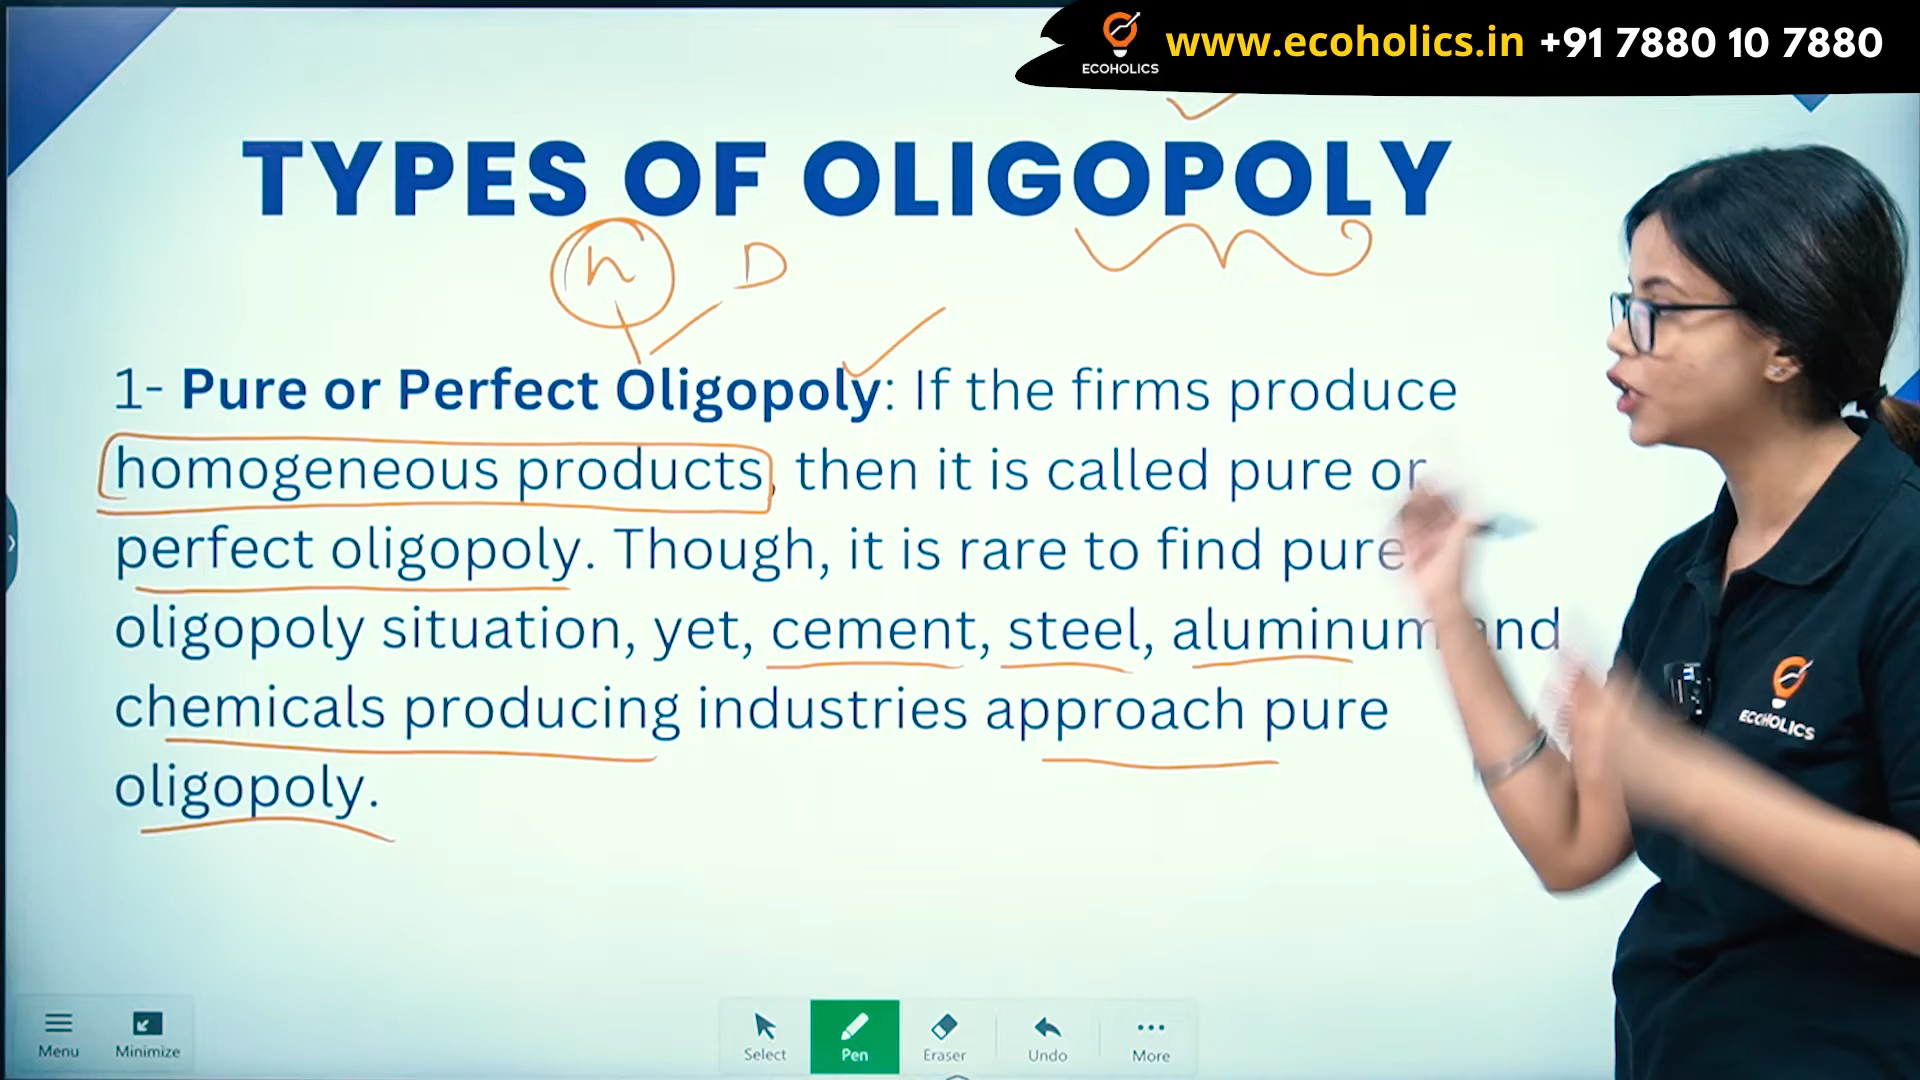 www.ecoholics.in +91 7880 10 7880
ECOHOLICS
TYPES OF OLIGOPOLY
h D
1- Pure or Perfect Oligopoly: If the firms produce
homogeneous products, then it is called pure or
perfect oligopoly. Though, it is rare to find pure
oligopoly situation, yet, cement, steel, aluminum and
chemicals producing industries approach pure
oligopoly.
ECOHOLICS
Menu Minimize Select Pen Eraser Undo More